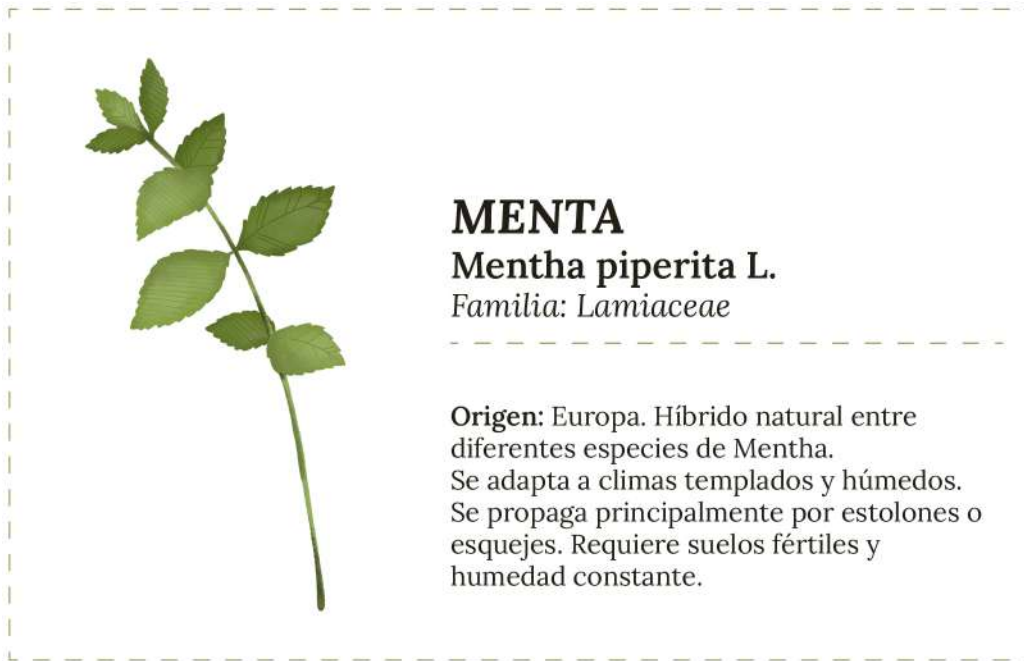 MENTA
Mentha piperita L.
Familia: Lamiaceae
Origen: Europa. Híbrido natural entre
diferentes especies de Mentha.
Se adapta a climas templados y húmedos.
Se propaga principalmente por estolones o
esquejes. Requiere suelos fértiles y
humedad constante.